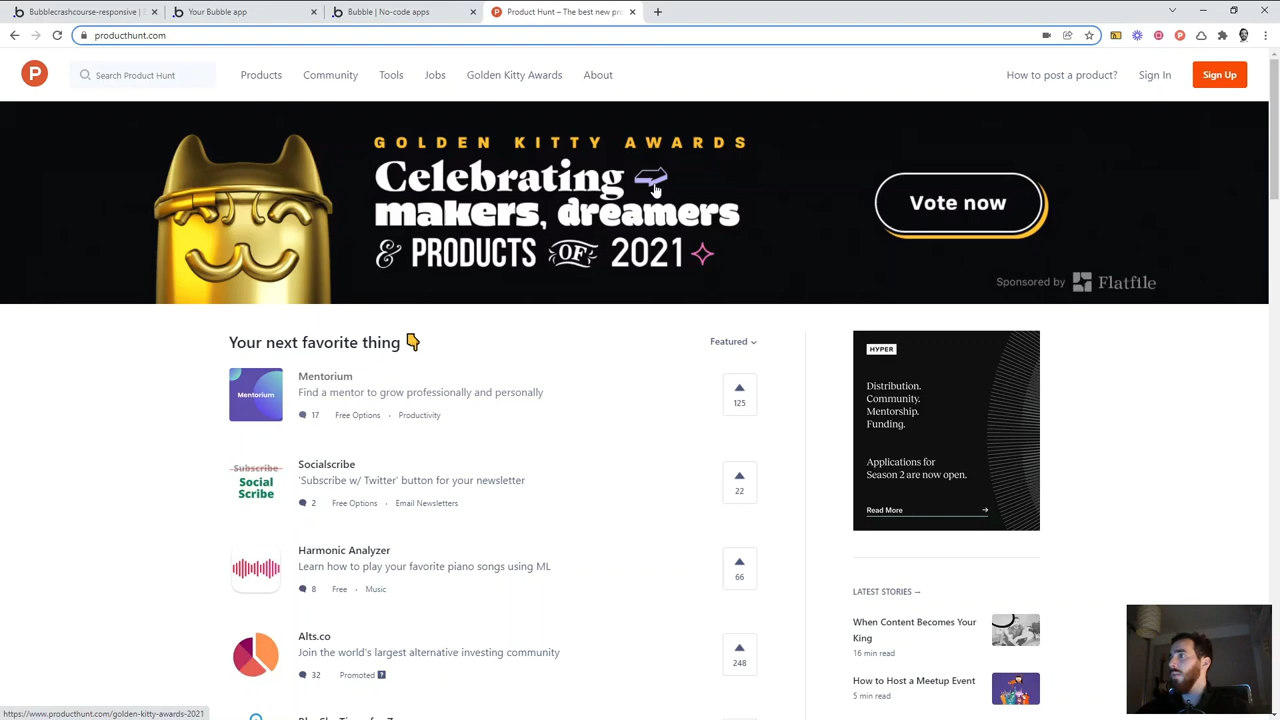 Bubblecrashcourse-responsive |
Your Bubble app
Bubble | No-code apps
Product Hunt – The best new pro
producthunt.com
P
Search Product Hunt
Products
Community
Tools
Jobs
Golden Kitty Awards
About
How to post a product?
Sign In
Sign Up
GOLDEN KITTY AWARDS
Celebrating
makers, dreamers
& PRODUCTS OF 2021
Vote now
Sponsored by Flatfile
Your next favorite thing
Featured
Mentorium
Mentorium
Find a mentor to grow professionally and personally
17 Free Options · Productivity
125
Subscribe
Social
Scribe
Socialscribe
'Subscribe w/ Twitter' button for your newsletter
2 Free Options · Email Newsletters
22
Harmonic Analyzer
Learn how to play your favorite piano songs using ML
8 Free · Music
66
Alts.co
Join the world's largest alternative investing community
32 Promoted ?
248
HYPER
Distribution.
Community.
Mentorship.
Funding.
Applications for
Season 2 are now open.
Read More →
LATEST STORIES →
When Content Becomes Your
King
16 min read
How to Host a Meetup Event
5 min read
https://www.producthunt.com/golden-kitty-awards-2021